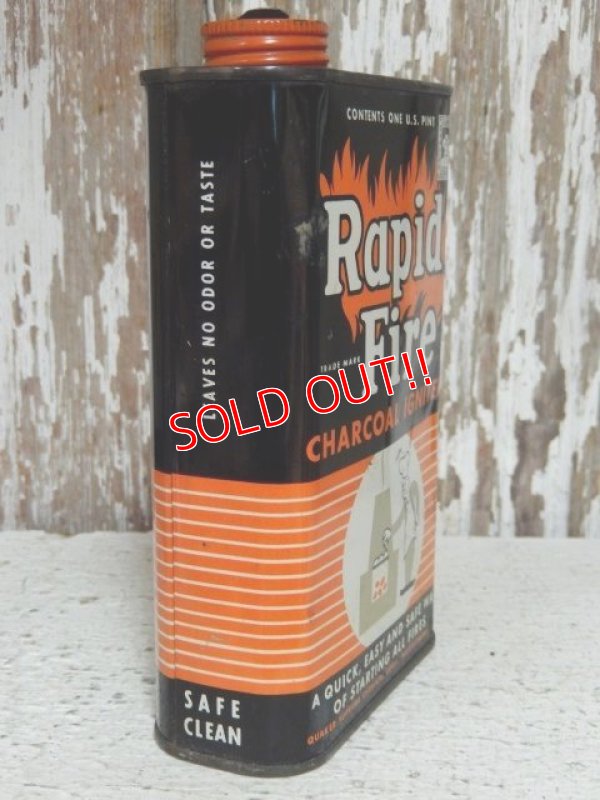 CONTENTS ONE U.S. PINT
Rapid
Fire
TRADE MARK
CHARCOAL
A QUICK, EASY AND SAFE
OF STARTING ALL FIRES
QUAKER
LEAVES NO ODOR OR TASTE
SAFE
CLEAN
SOLD OUT!!